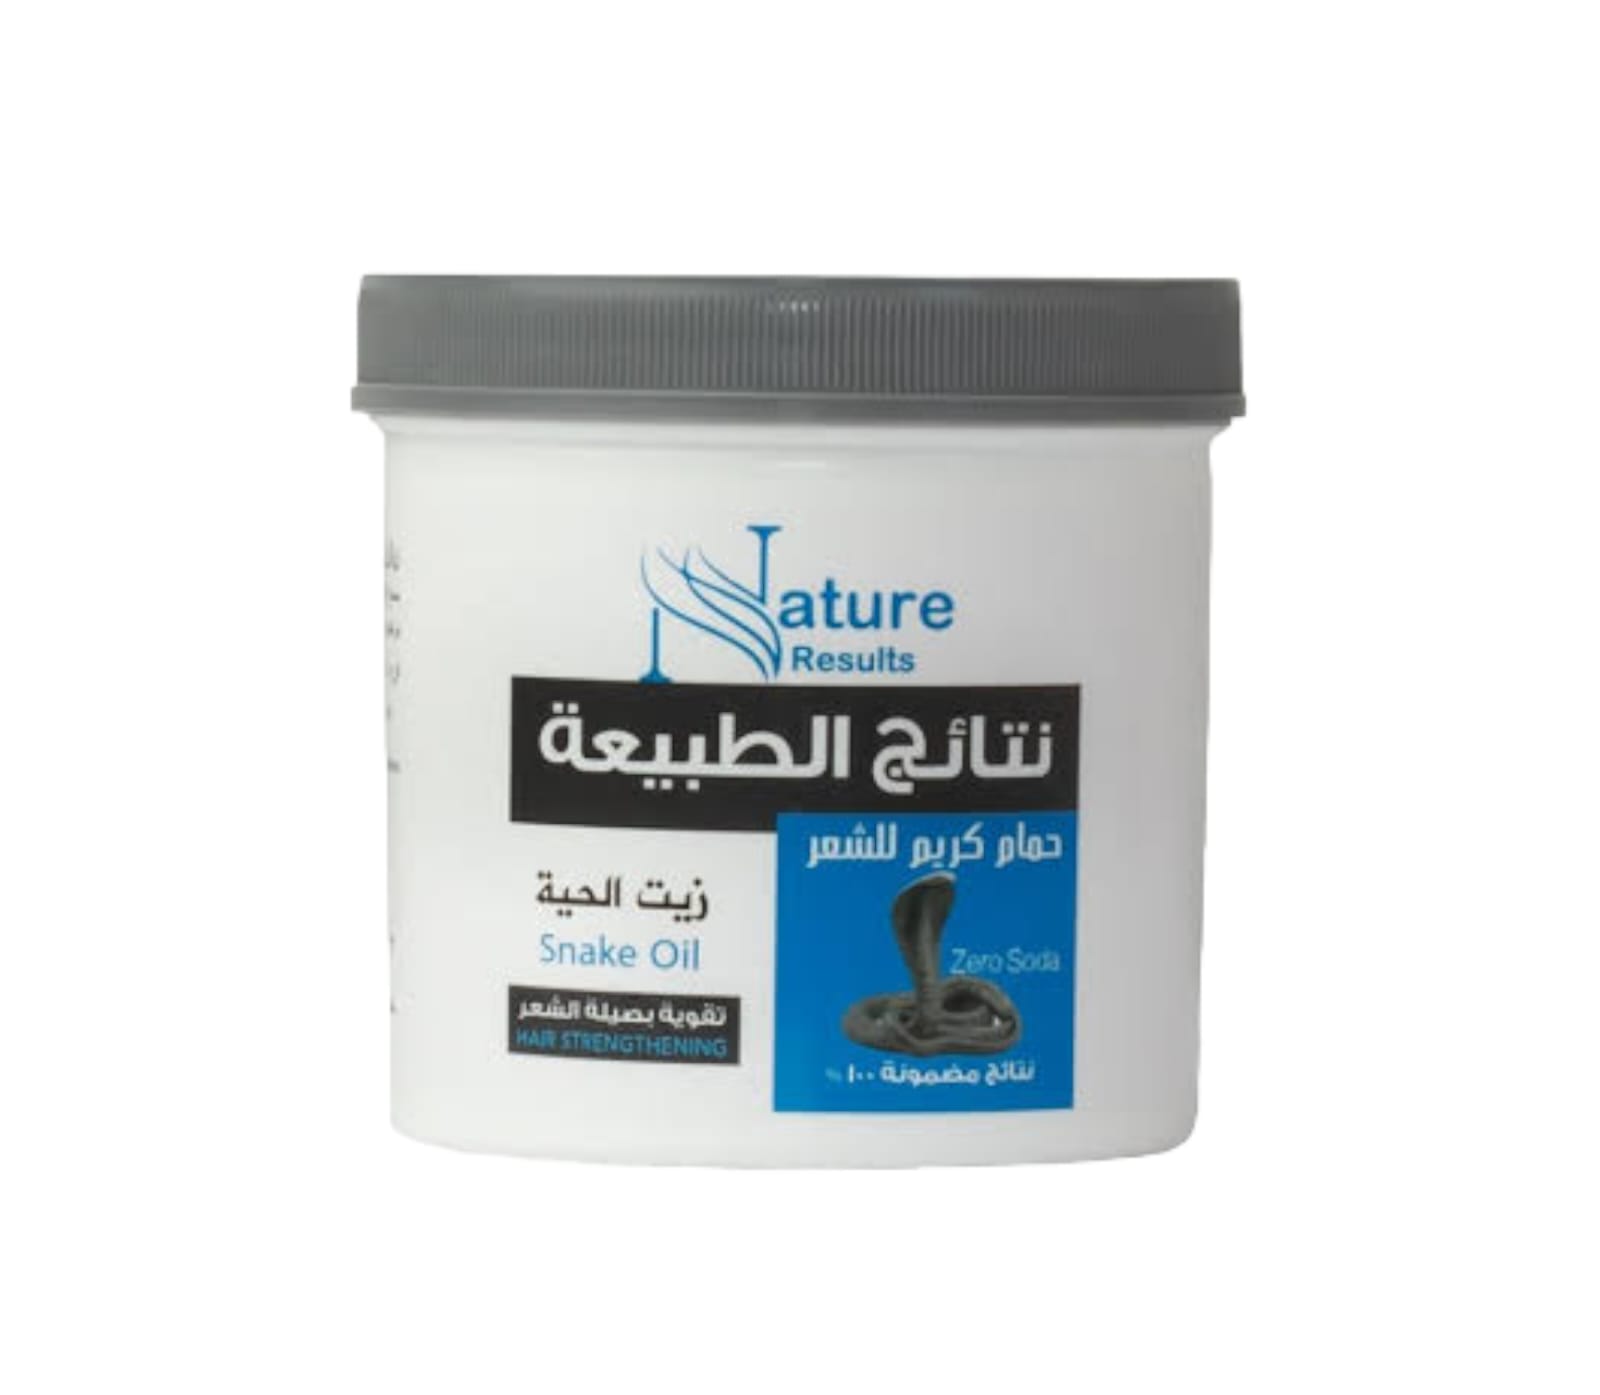 Nature
Results
نتائج الطبيعة
حمام كريم للشعر
زيت الحية
Snake Oil
Zero Soda
تقوية بصيلة الشعر
HAIR STRENGTHENING
نتائج مضمونة ١٠٠ %